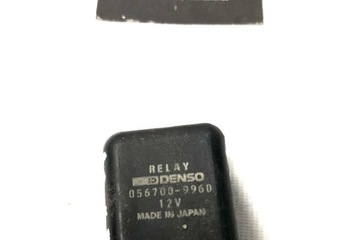 RELAY
DENSO
056700-9960
12V
MADE IN JAPAN